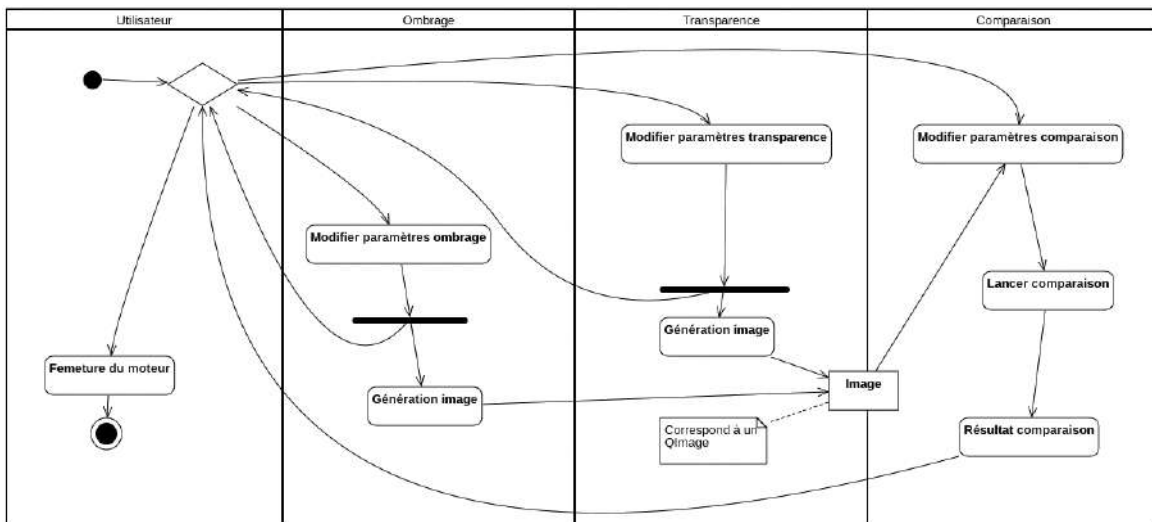 Utilisateur
Ombrage
Transparence
Comparaison
Modifier paramètres transparence
Modifier paramètres comparaison
Modifier paramètres ombrage
Lancer comparaison
Génération image
Femeture du moteur
Image
Génération image
Correspond à un
QImage
Résultat comparaison